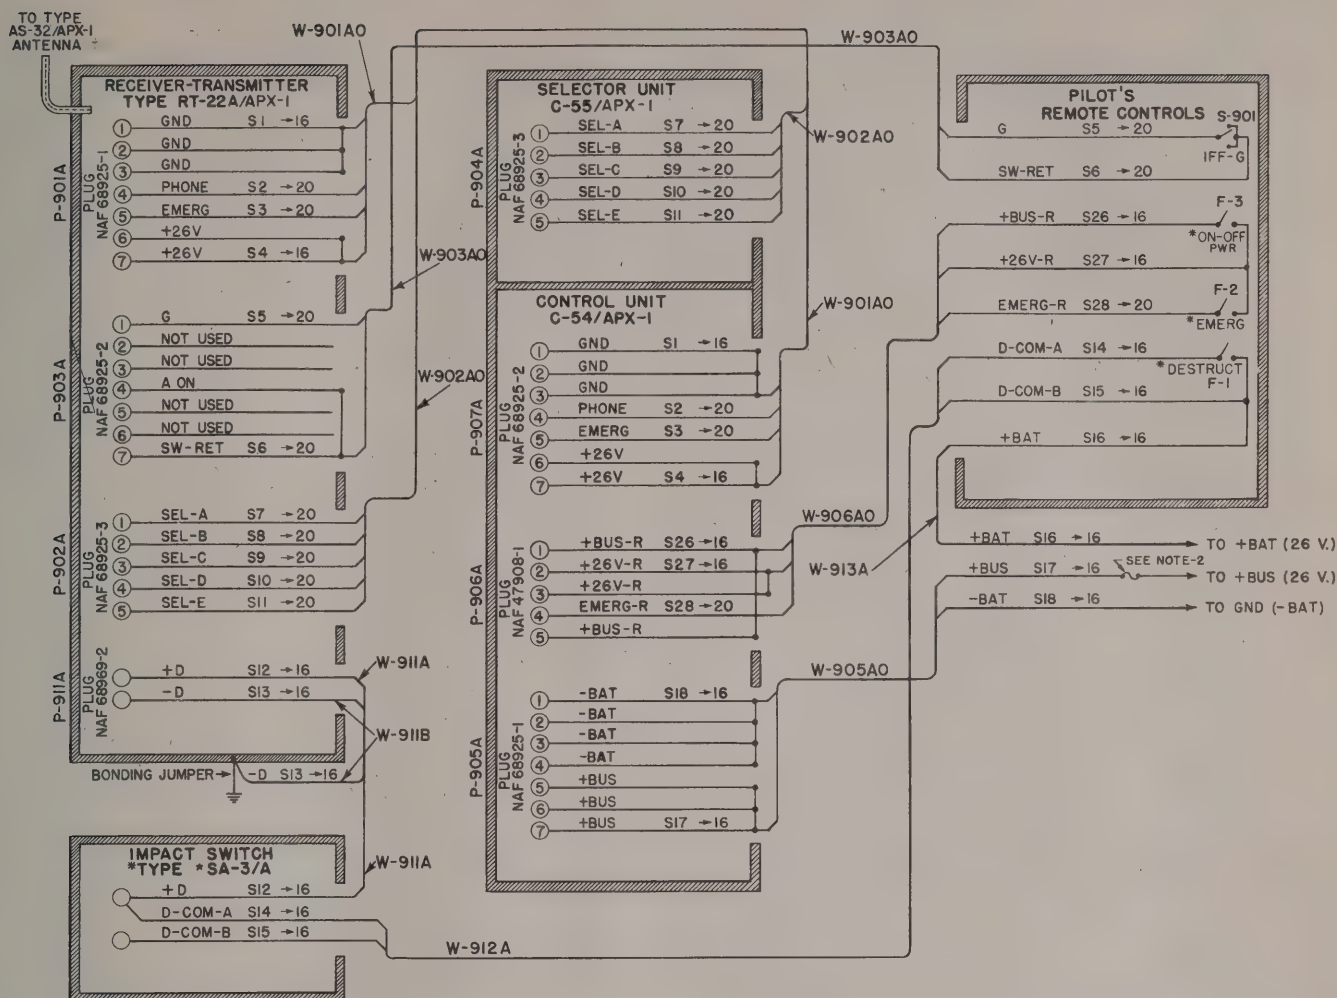 TO TYPE
AS-32/APX-1
ANTENNA
W-901A0
W-903A0
RECEIVER-TRANSMITTER
TYPE RT-22A/APX-1
P-901A
PLUG
NAF 68925-1
1 GND S1 → 16
2 GND
3 GND
4 PHONE S2 → 20
5 EMERG S3 → 20
6 +26V
7 +26V S4 → 16
W-903A0
P-903A
PLUG
NAF 68925-2
1 G S5 → 20
2 NOT USED
3 NOT USED
4 A ON
5 NOT USED
6 NOT USED
7 SW-RET S6 → 20
W-902A0
P-902A
PLUG
NAF 68925-3
1 SEL-A S7 → 20
2 SEL-B S8 → 20
3 SEL-C S9 → 20
4 SEL-D S10 → 20
5 SEL-E S11 → 20
P-911A
PLUG
NAF 68969-2
+D S12 → 16
-D S13 → 16
W-911A
W-911B
BONDING JUMPER → -D S13 → 16
IMPACT SWITCH
*TYPE *SA-3/A
W-911A
+D S12 → 16
D-COM-A S14 → 16
D-COM-B S15 → 16
W-912A
SELECTOR UNIT
C-55/APX-1
P-904A
PLUG
NAF 68925-3
1 SEL-A S7 → 20
2 SEL-B S8 → 20
3 SEL-C S9 → 20
4 SEL-D S10 → 20
5 SEL-E S11 → 20
W-902A0
CONTROL UNIT
C-54/APX-1
W-901A0
P-907A
PLUG
NAF 68925-2
1 GND S1 → 16
2 GND
3 GND
4 PHONE S2 → 20
5 EMERG S3 → 20
6 +26V
7 +26V S4 → 16
W-906A0
P-906A
PLUG
NAF 47908-1
1 +BUS-R S26 → 16
2 +26V-R S27 → 16
3 +26V-R
4 EMERG-R S28 → 20
5 +BUS-R
W-913A
W-905A0
P-905A
PLUG
NAF 68925-1
1 -BAT S18 → 16
2 -BAT
3 -BAT
4 -BAT
5 +BUS
6 +BUS
7 +BUS S17 → 16
PILOT'S
REMOTE CONTROLS
S-901
G S5 → 20
IFF-G
SW-RET S6 → 20
+BUS-R S26 → 16
F-3
*ON-OFF
PWR
+26V-R S27 → 16
F-2
EMERG-R S28 → 20
*EMERG
D-COM-A S14 → 16
*DESTRUCT
F-1
D-COM-B S15 → 16
+BAT S16 → 16
+BAT S16 → 16 TO +BAT (26 V.)
+BUS S17 → 16 SEE NOTE-2 TO +BUS (26 V.)
-BAT S18 → 16 TO GND (-BAT)